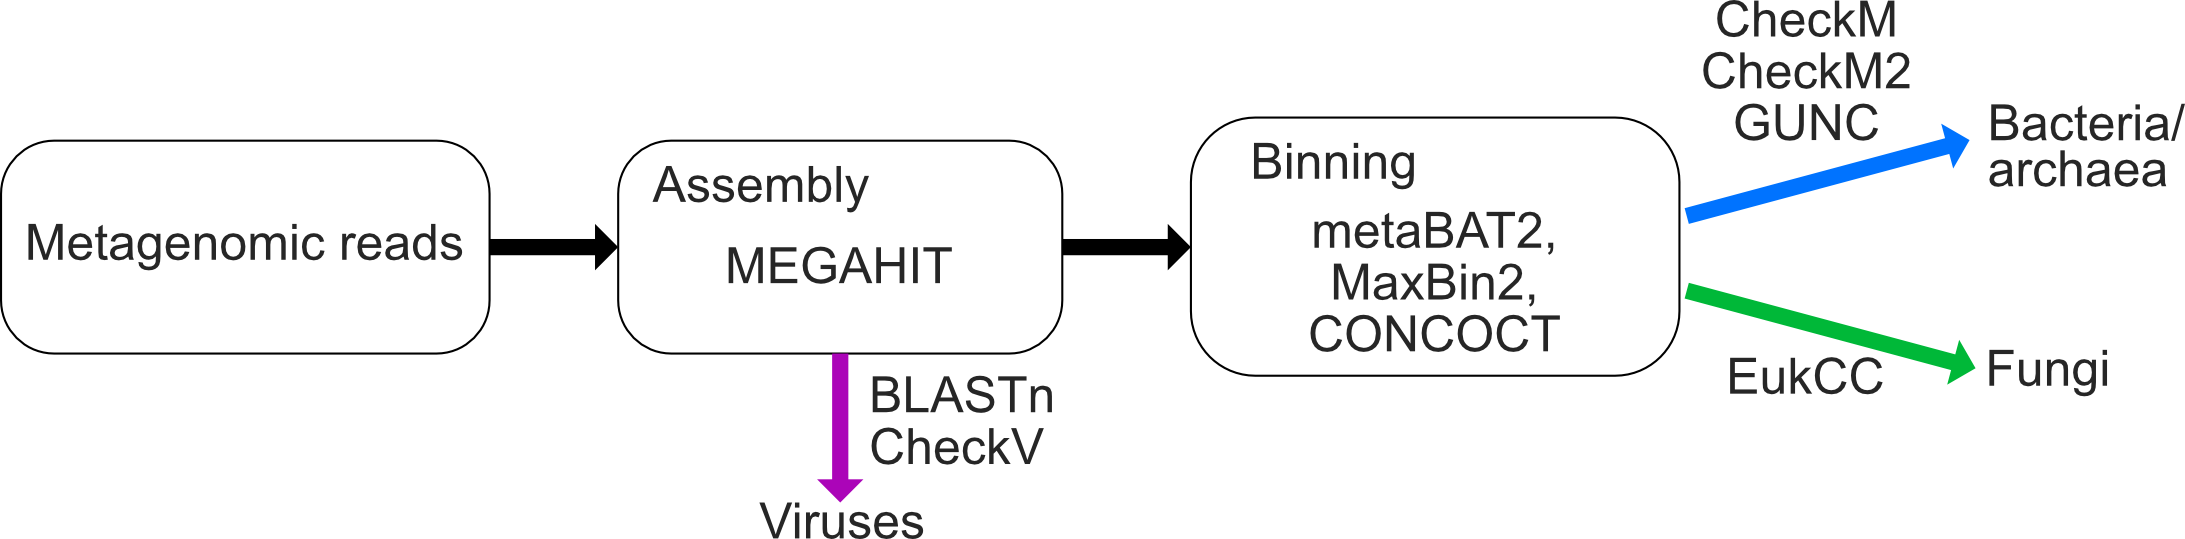 Metagenomic reads
Assembly
MEGAHIT
BLASTn
CheckV
Viruses
Binning
metaBAT2,
MaxBin2,
CONCOCT
CheckM
CheckM2
GUNC
Bacteria/
archaea
EukCC
Fungi